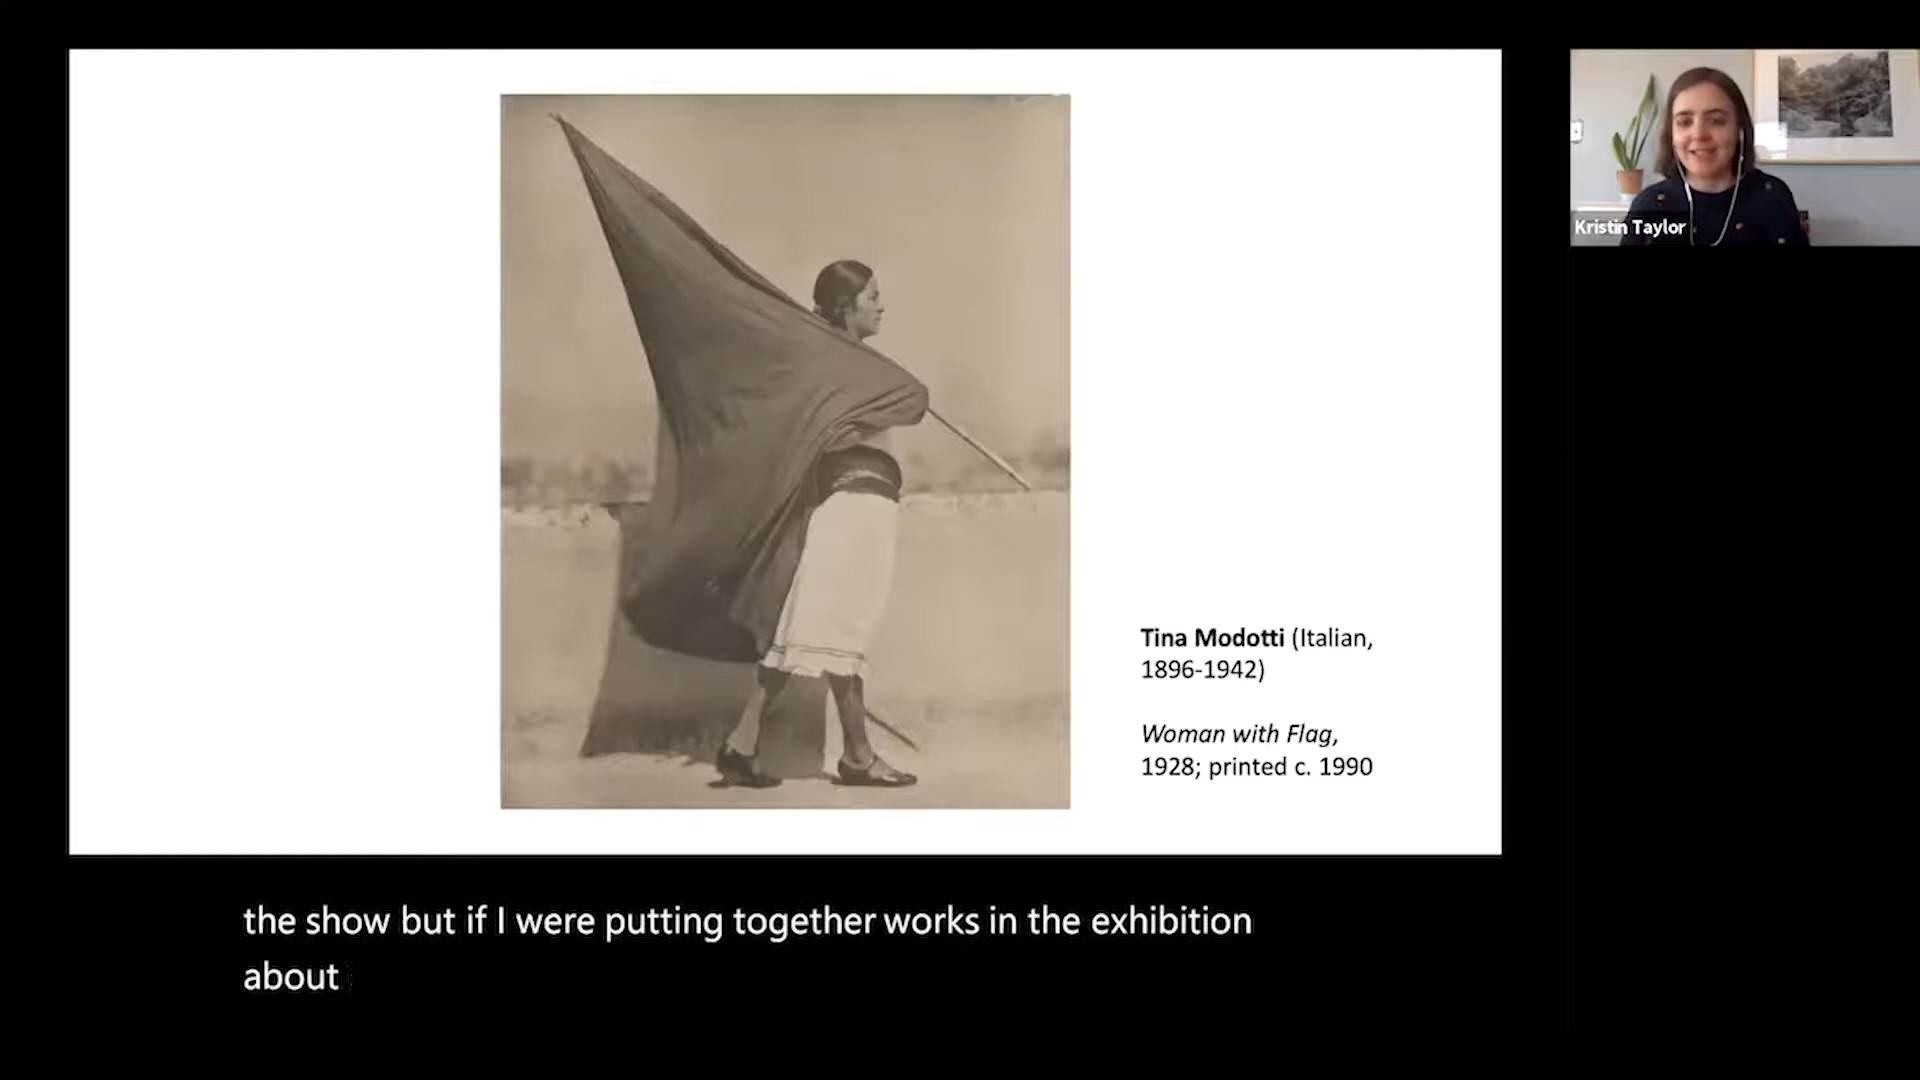 Kristin Taylor
Tina Modotti (Italian,
1896-1942)
Woman with Flag,
1928; printed c. 1990
the show but if I were putting together works in the exhibition
about